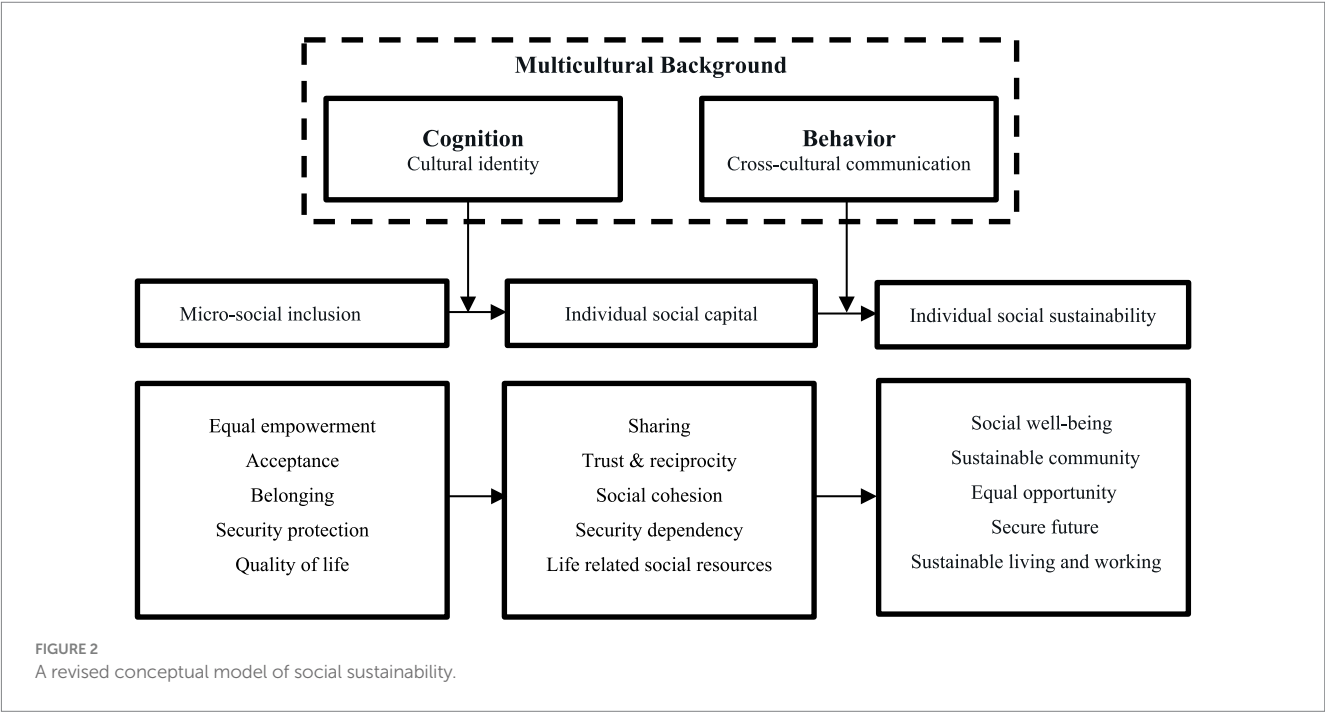 Multicultural Background
Cognition
Cultural identity
Behavior
Cross-cultural communication
Micro-social inclusion
Individual social capital
Individual social sustainability
Equal empowerment
Acceptance
Belonging
Security protection
Quality of life
Sharing
Trust & reciprocity
Social cohesion
Security dependency
Life related social resources
Social well-being
Sustainable community
Equal opportunity
Secure future
Sustainable living and working
FIGURE 2
A revised conceptual model of social sustainability.